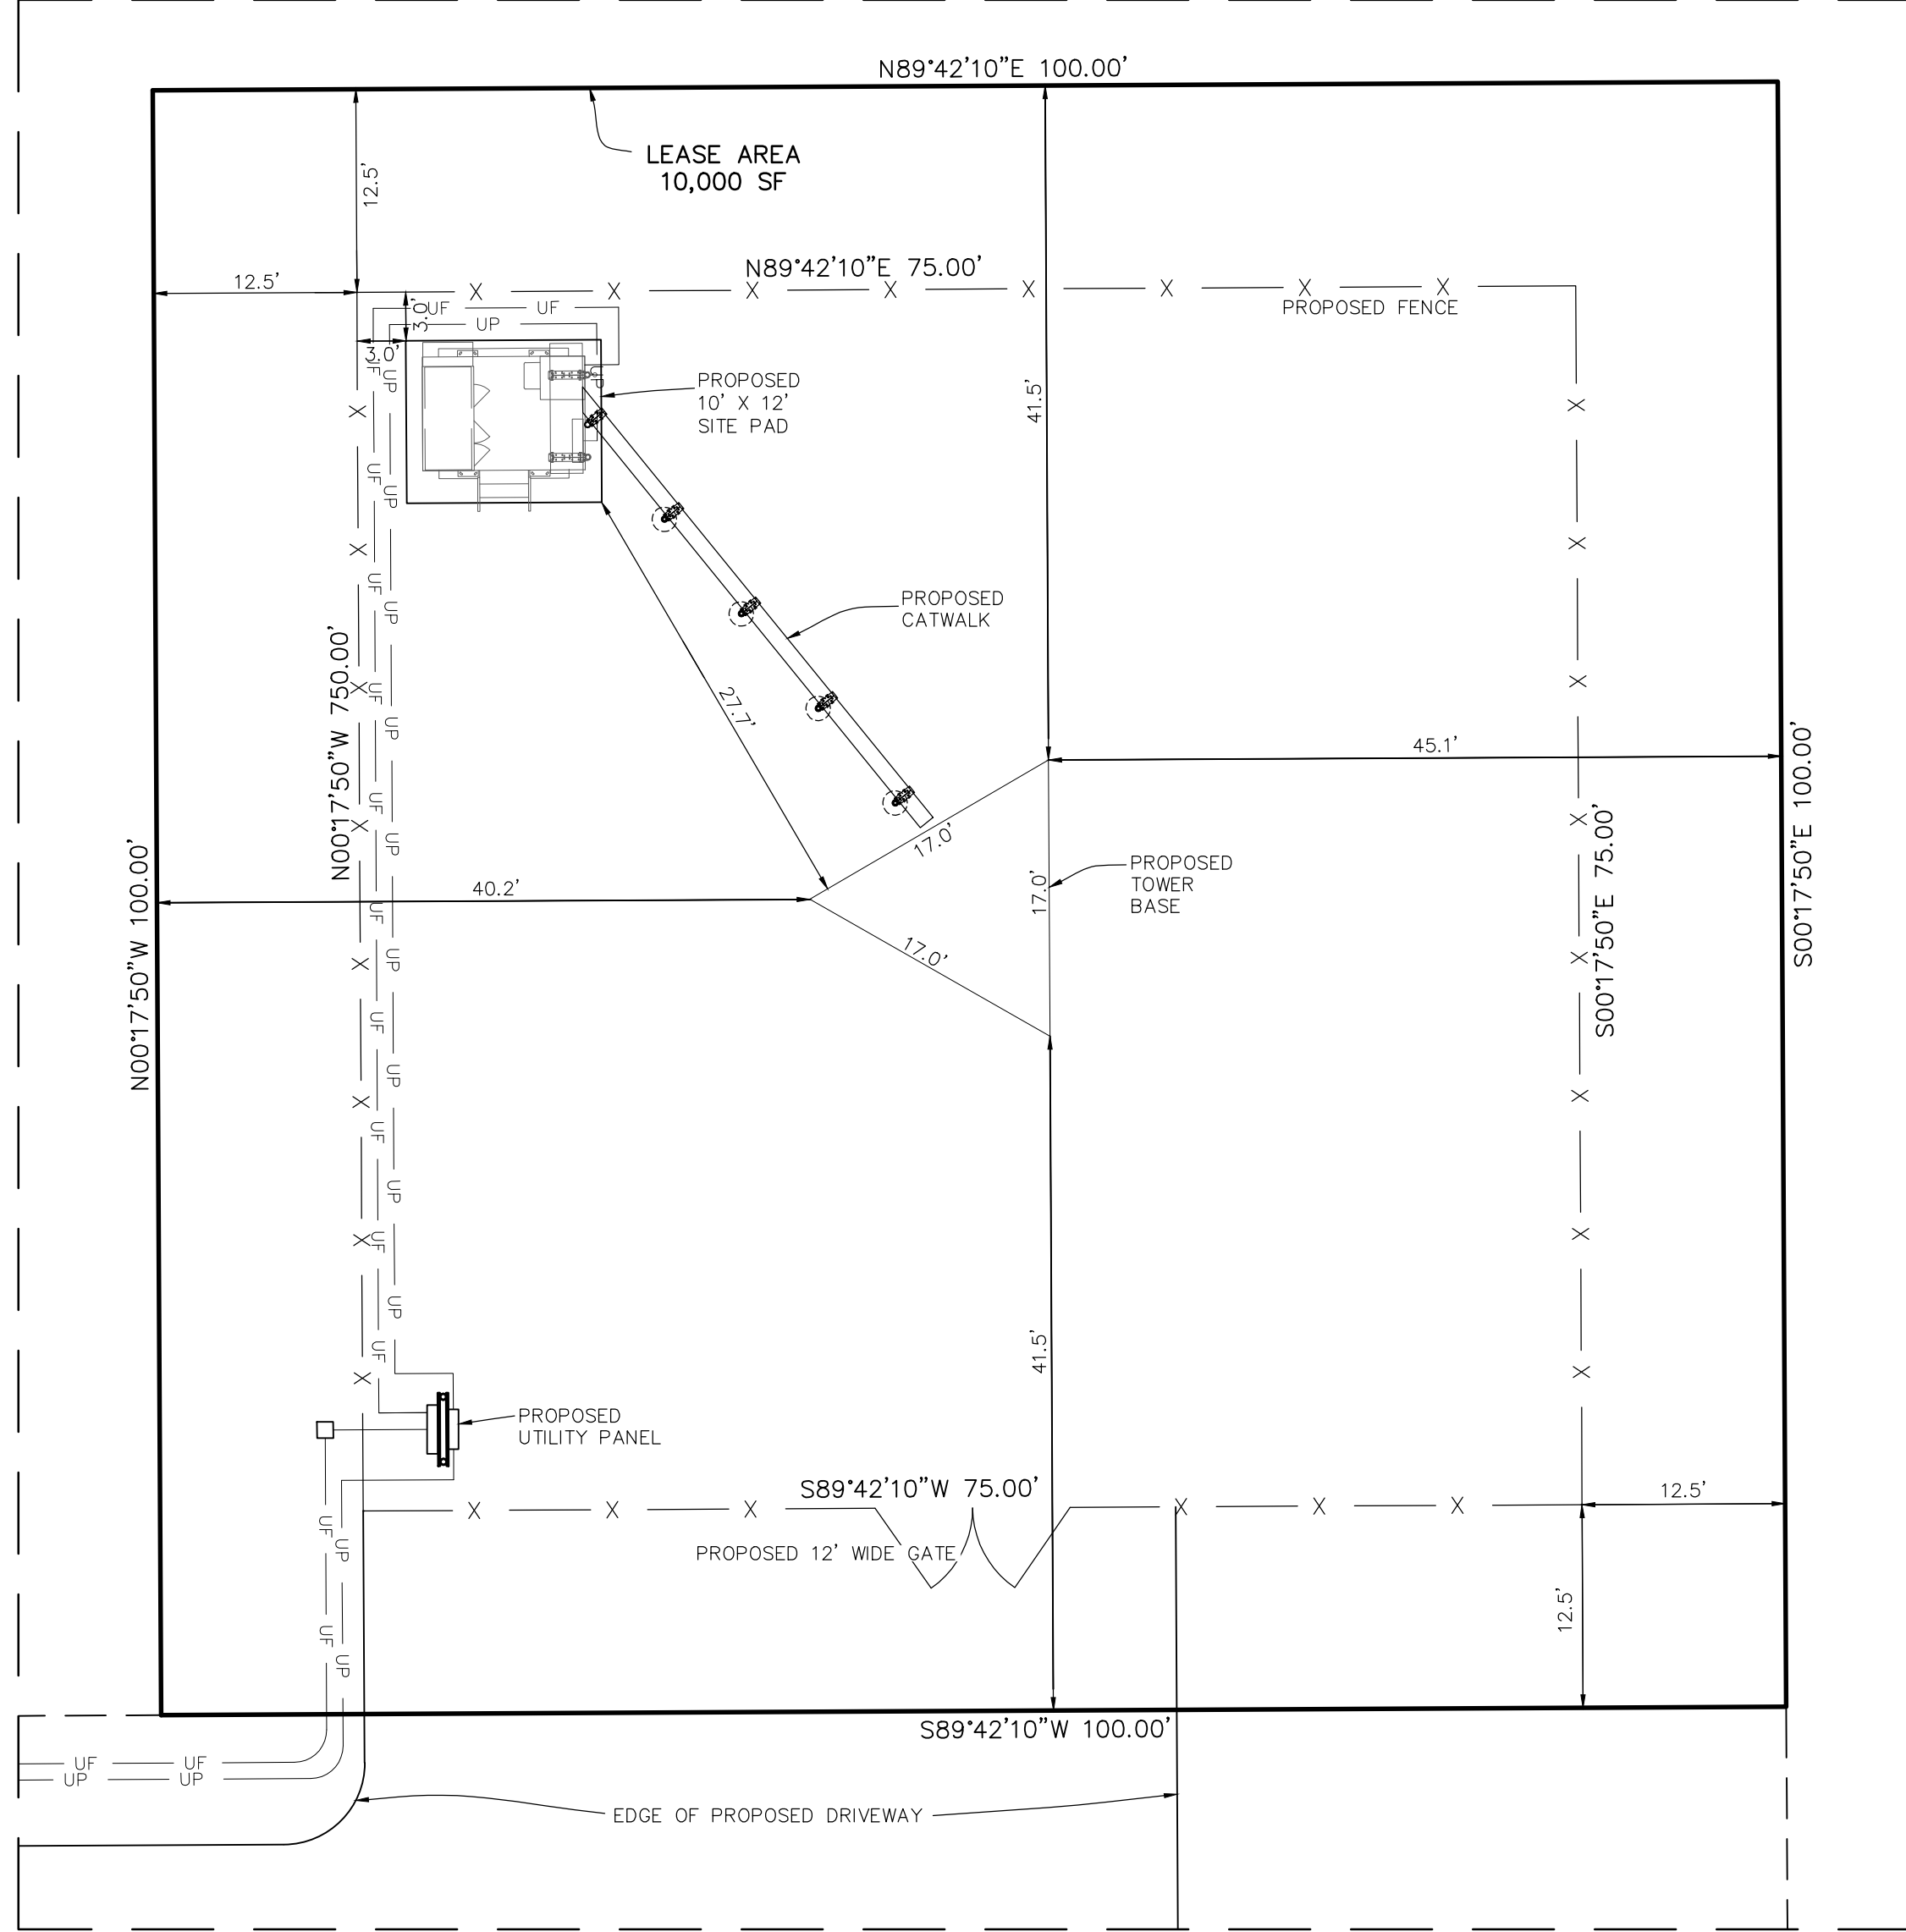 N89°42'10"E 100.00'
LEASE AREA
10,000 SF
12.5'
12.5'
N89°42'10"E 75.00'
X X X X X X X X
PROPOSED FENCE
UF UF
UP
3.0'
3.0'
UP
PROPOSED
10' X 12'
SITE PAD
41.5'
X
X
X
X
X
X
X
X
UF
UF
UF
UF
UF
UF
UF
UF
UF
UF
UP
UP
UP
UP
UP
UP
UP
UP
UP
X
X
X
X
X
X
X
X
PROPOSED
CATWALK
N00°17'50"W 750.00'
27.7'
45.1'
17.0'
PROPOSED
TOWER
BASE
17.0'
40.2'
17.0'
N00°17'50"W 100.00'
S00°17'50"E 75.00'
S00°17'50"E 100.00'
41.5'
PROPOSED
UTILITY PANEL
S89°42'10"W 75.00'
X X X X X X
12.5'
PROPOSED 12' WIDE GATE
12.5'
UF
UP
UF
UP
S89°42'10"W 100.00'
UF UF
UP UP
EDGE OF PROPOSED DRIVEWAY